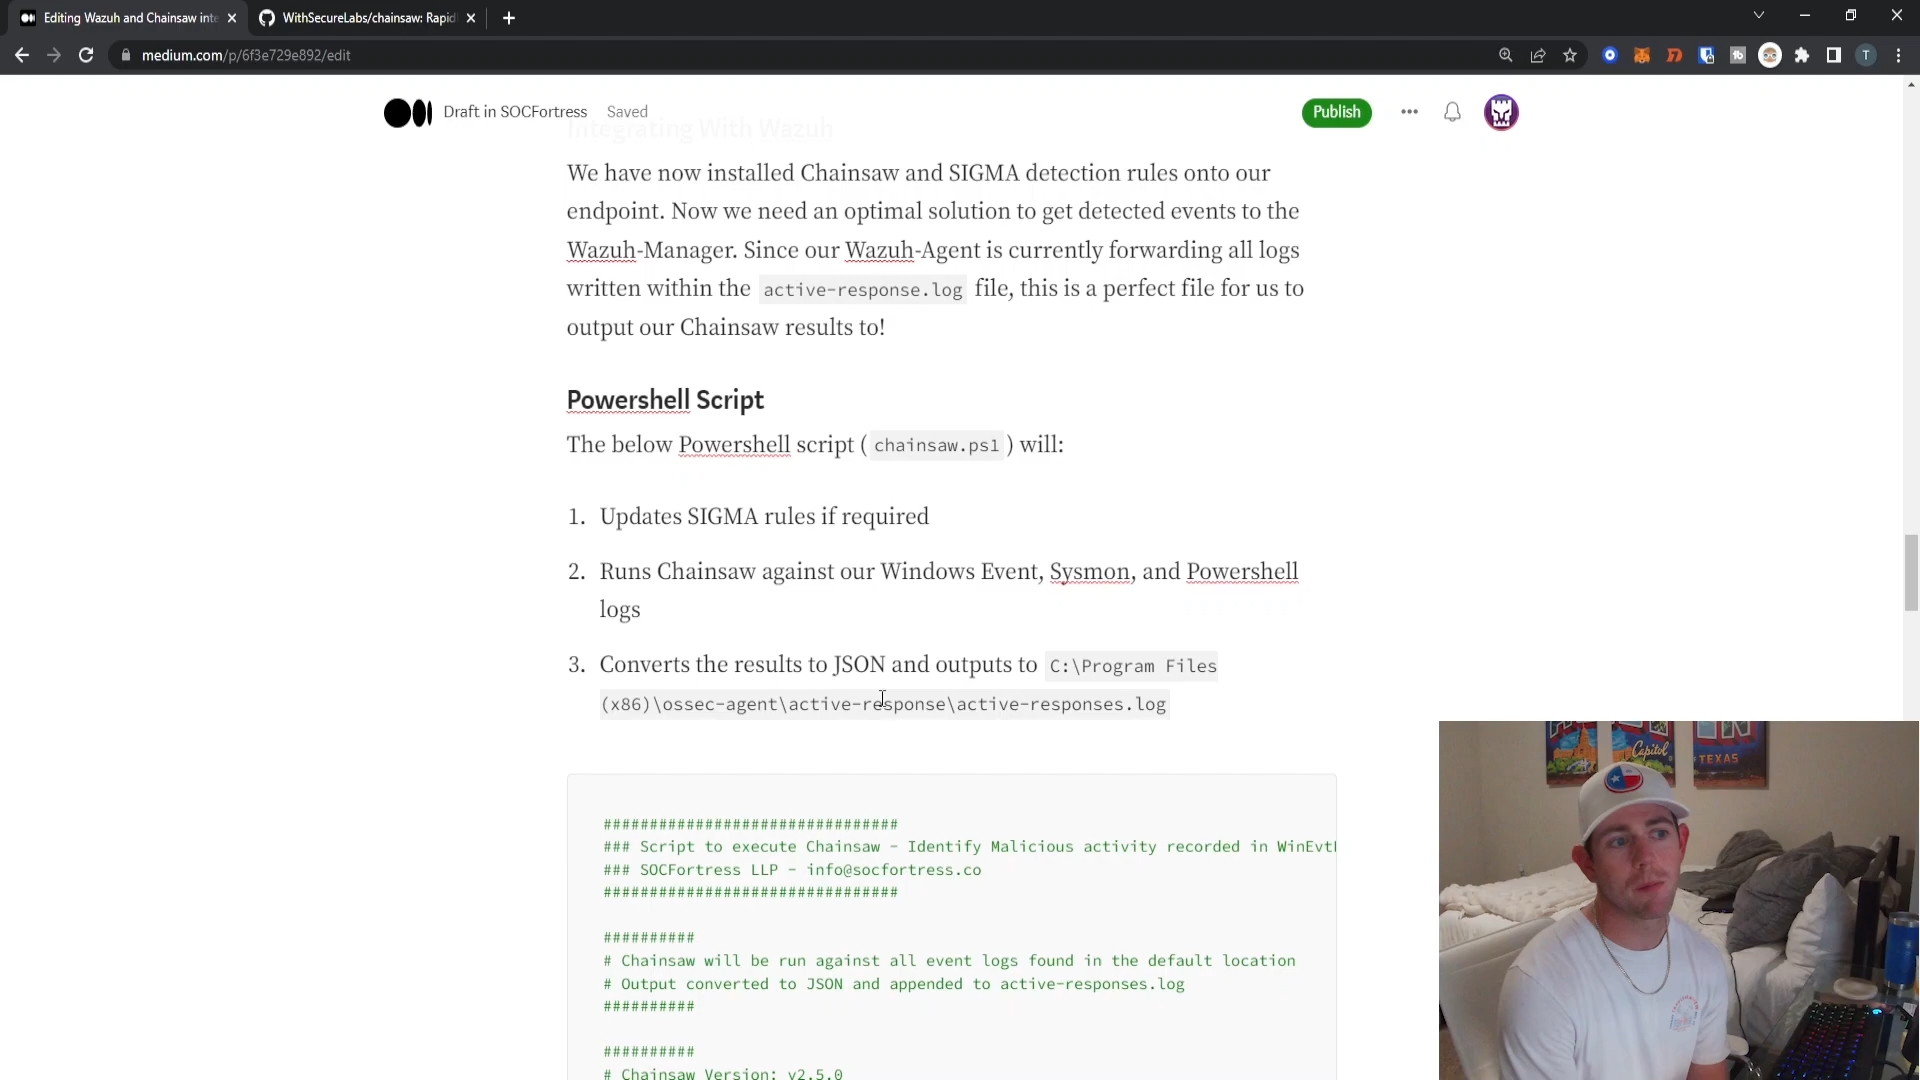 Editing Wazuh and Chainsaw inte
WithSecureLabs/chainsaw: Rapid
medium.com/p/6f3e729e892/edit
T
Draft in SOCFortress
Saved
Publish
Integrating With Wazuh
We have now installed Chainsaw and SIGMA detection rules onto our
endpoint. Now we need an optimal solution to get detected events to the
Wazuh-Manager. Since our Wazuh-Agent is currently forwarding all logs
written within the active-response.log file, this is a perfect file for us to
output our Chainsaw results to!
Powershell Script
The below Powershell script ( chainsaw.ps1 ) will:
1. Updates SIGMA rules if required
2. Runs Chainsaw against our Windows Event, Sysmon, and Powershell
logs
3. Converts the results to JSON and outputs to C:\Program Files
(x86)\ossec-agent\active-response\active-responses.log
################################
### Script to execute Chainsaw - Identify Malicious activity recorded in WinEvt
### SOCFortress LLP - info@socfortress.co
################################
##########
# Chainsaw will be run against all event logs found in the default location
# Output converted to JSON and appended to active-responses.log
##########
##########
# Chainsaw Version: v2.5.0
Capitol
TEXAS